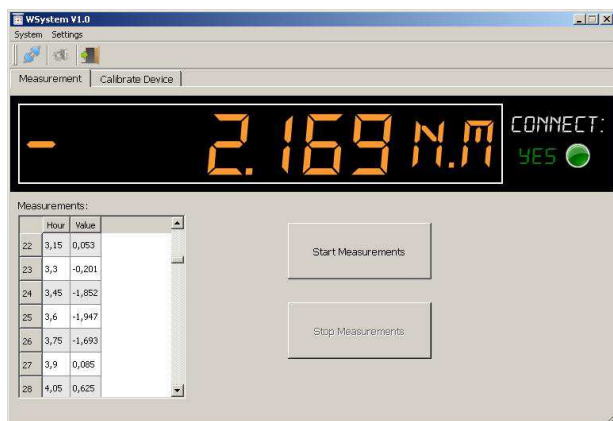 WSystem V1.0
System Settings
Measurement Calibrate Device
- 2.169 N.M
CONNECT:
YES
Measurements:
Hour Value
22 3,15 0,053
23 3,3 -0,201
24 3,45 -1,852
25 3,6 -1,947
26 3,75 -1,693
27 3,9 0,085
28 4,05 0,625
Start Measurements
Stop Measurements